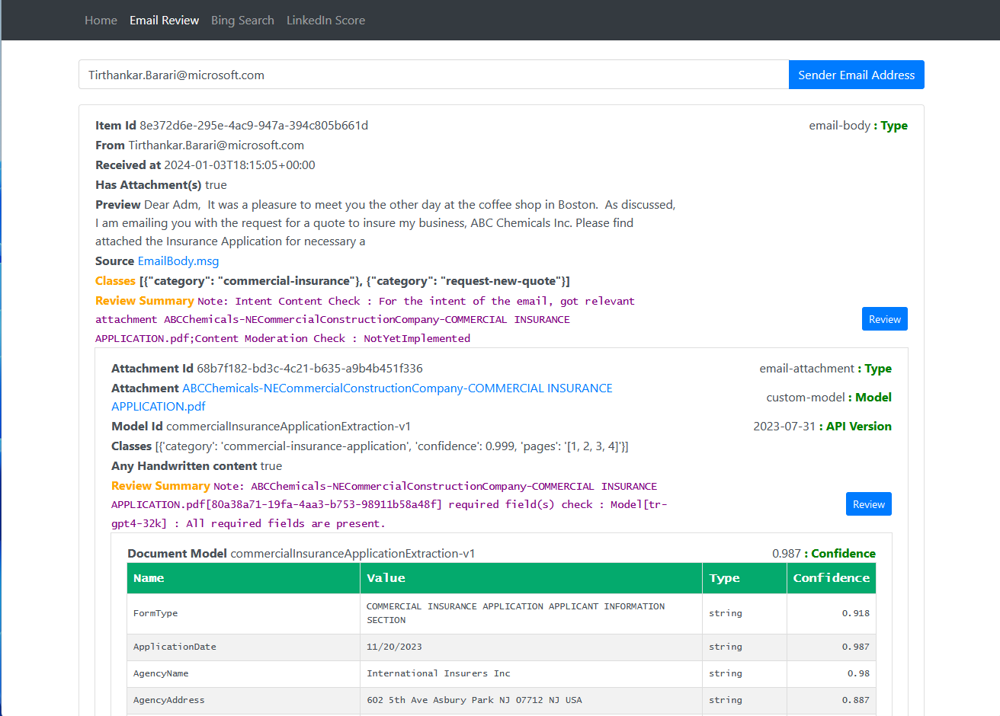 Home Email Review Bing Search LinkedIn Score
Tirthankar.Barari@microsoft.com Sender Email Address
Item Id 8e372d6e-295e-4ac9-947a-394c805b661d email-body : Type
From Tirthankar.Barari@microsoft.com
Received at 2024-01-03T18:15:05+00:00
Has Attachment(s) true
Preview Dear Adm,  It was a pleasure to meet you the other day at the coffee shop in Boston.  As discussed,
I am emailing you with the request for a quote to insure my business, ABC Chemicals Inc. Please find
attached the Insurance Application for necessary a
Source EmailBody.msg
Classes [{"category": "commercial-insurance"}, {"category": "request-new-quote"}]
Review Summary Note: Intent Content Check : For the intent of the email, got relevant
attachment ABCChemicals-NECommercialConstructionCompany-COMMERCIAL INSURANCE
Review
APPLICATION.pdf;Content Moderation Check : NotYetImplemented
Attachment Id 68b7f182-bd3c-4c21-b635-a9b4b451f336 email-attachment : Type
Attachment ABCChemicals-NECommercialConstructionCompany-COMMERCIAL INSURANCE
custom-model : Model
APPLICATION.pdf
Model Id commercialInsuranceApplicationExtraction-v1 2023-07-31 : API Version
Classes [{'category': 'commercial-insurance-application', 'confidence': 0.999, 'pages': '[1, 2, 3, 4]'}]
Any Handwritten content true
Review Summary Note: ABCChemicals-NECommercialConstructionCompany-COMMERCIAL INSURANCE
APPLICATION.pdf[80a38a71-19fa-4aa3-b753-98911b58a48f] required field(s) check : Model[tr-
Review
gpt4-32k] : All required fields are present.
Document Model commercialInsuranceApplicationExtraction-v1 0.987 : Confidence
Name Value Type Confidence
FormType COMMERCIAL INSURANCE APPLICATION APPLICANT INFORMATION
SECTION string 0.918
ApplicationDate 11/20/2023 string 0.987
AgencyName International Insurers Inc string 0.98
AgencyAddress 602 5th Ave Asbury Park NJ 07712 NJ USA string 0.887